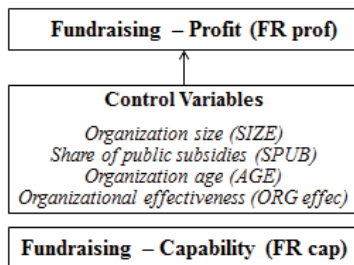 Fundraising – Profit (FR prof)
Control Variables
Organization size (SIZE)
Share of public subsidies (SPUB)
Organization age (AGE)
Organizational effectiveness (ORG effec)
Fundraising – Capability (FR cap)